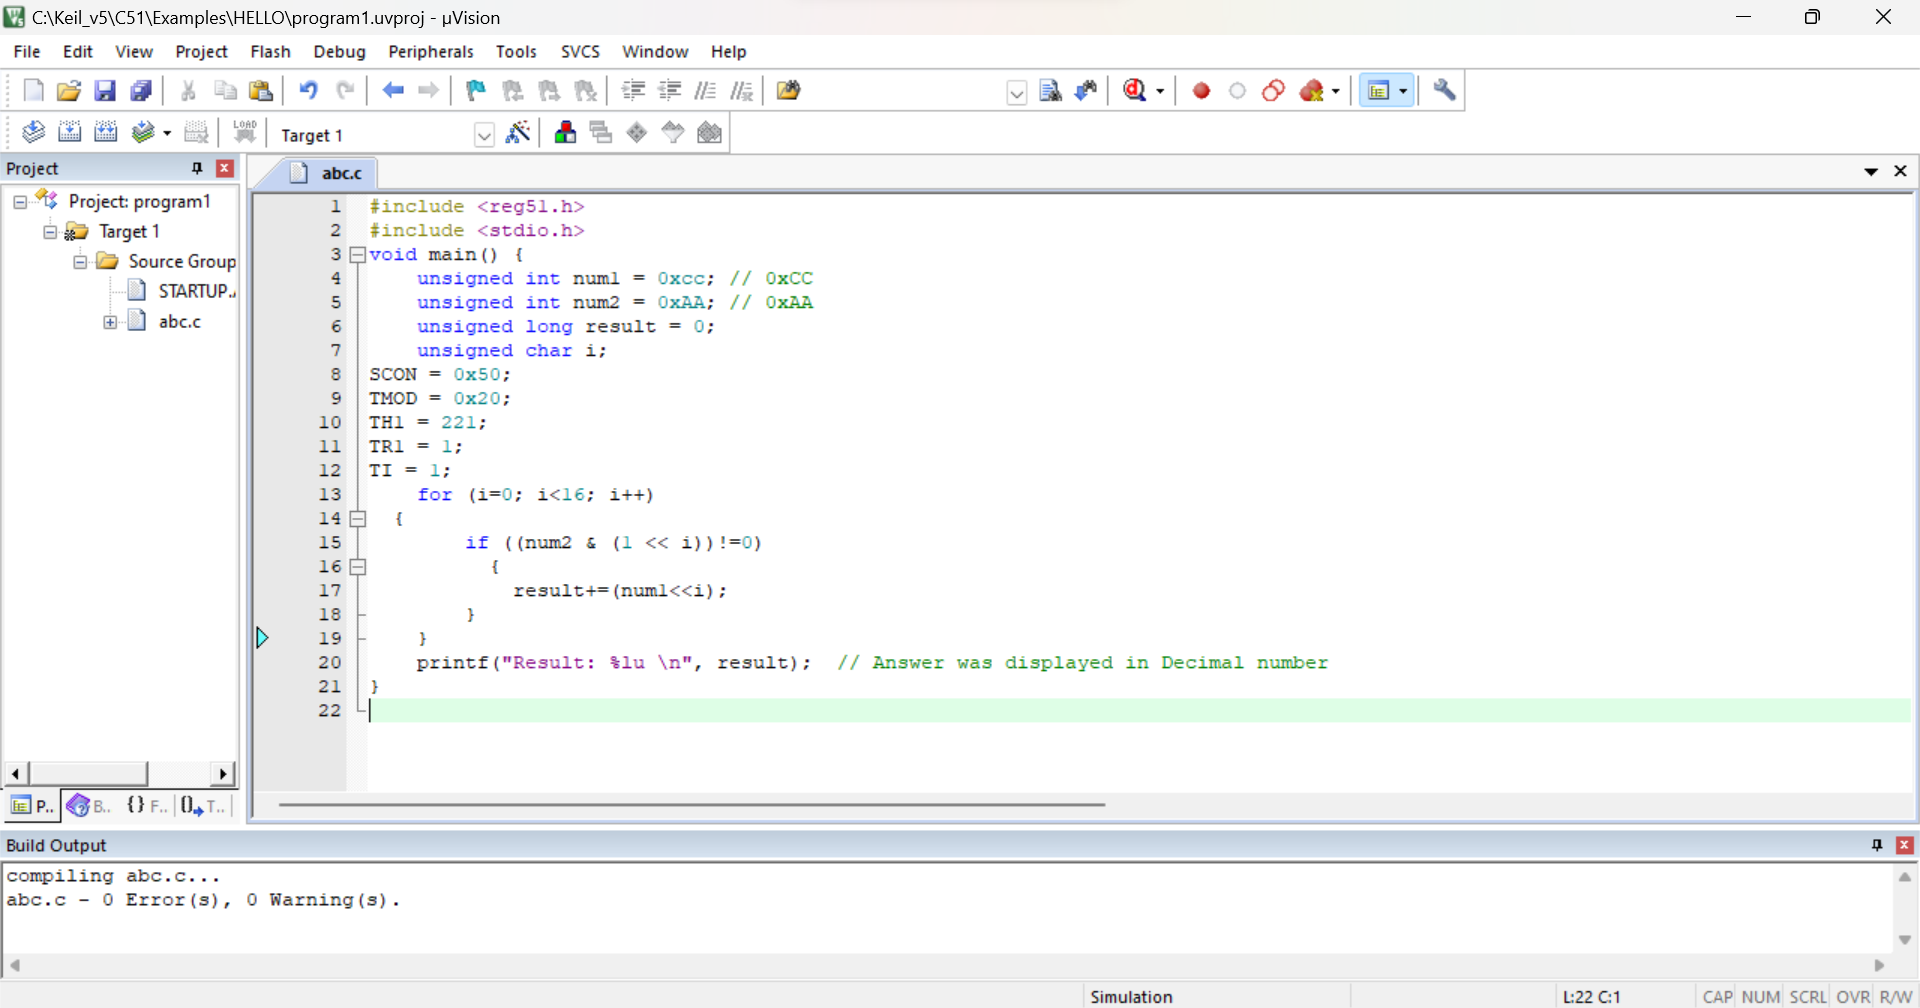 C:\Keil_v5\C51\Examples\HELLO\program1.uvproj - µVision
File Edit View Project Flash Debug Peripherals Tools SVCS Window Help
LOAD
Target 1
Project
Project: program1
Target 1
Source Group
STARTUP.
abc.c
P.. B.. {} F.. T..
abc.c
1 #include <reg51.h>
2 #include <stdio.h>
3 void main() {
4 unsigned int num1 = 0xcc; // 0xCC
5 unsigned int num2 = 0xAA; // 0xAA
6 unsigned long result = 0;
7 unsigned char i;
8 SCON = 0x50;
9 TMOD = 0x20;
10 TH1 = 221;
11 TR1 = 1;
12 TI = 1;
13 for (i=0; i<16; i++)
14 {
15 if ((num2 & (1 << i))!=0)
16 {
17 result+=(num1<<i);
18 }
19 }
20 printf("Result: %lu \n", result); // Answer was displayed in Decimal number
21 }
22
Build Output
compiling abc.c...
abc.c - 0 Error(s), 0 Warning(s).
Simulation L:22 C:1 CAP NUM SCRL OVR R/W